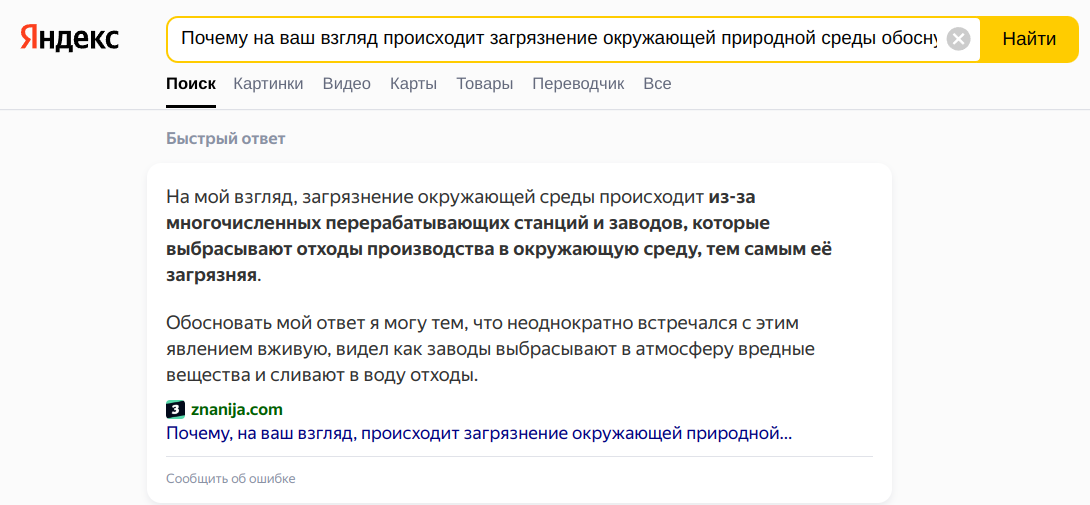 Яндекс
Почему на ваш взгляд происходит загрязнение окружающей природной среды обосну
Найти
Поиск Картинки Видео Карты Товары Переводчик Все
Быстрый ответ
На мой взгляд, загрязнение окружающей среды происходит из-за
многочисленных перерабатывающих станций и заводов, которые
выбрасывают отходы производства в окружающую среду, тем самым её
загрязняя.
Обосновать мой ответ я могу тем, что неоднократно встречался с этим
явлением вживую, видел как заводы выбрасывают в атмосферу вредные
вещества и сливают в воду отходы.
З znanija.com
Почему, на ваш взгляд, происходит загрязнение окружающей природной...
Сообщить об ошибке